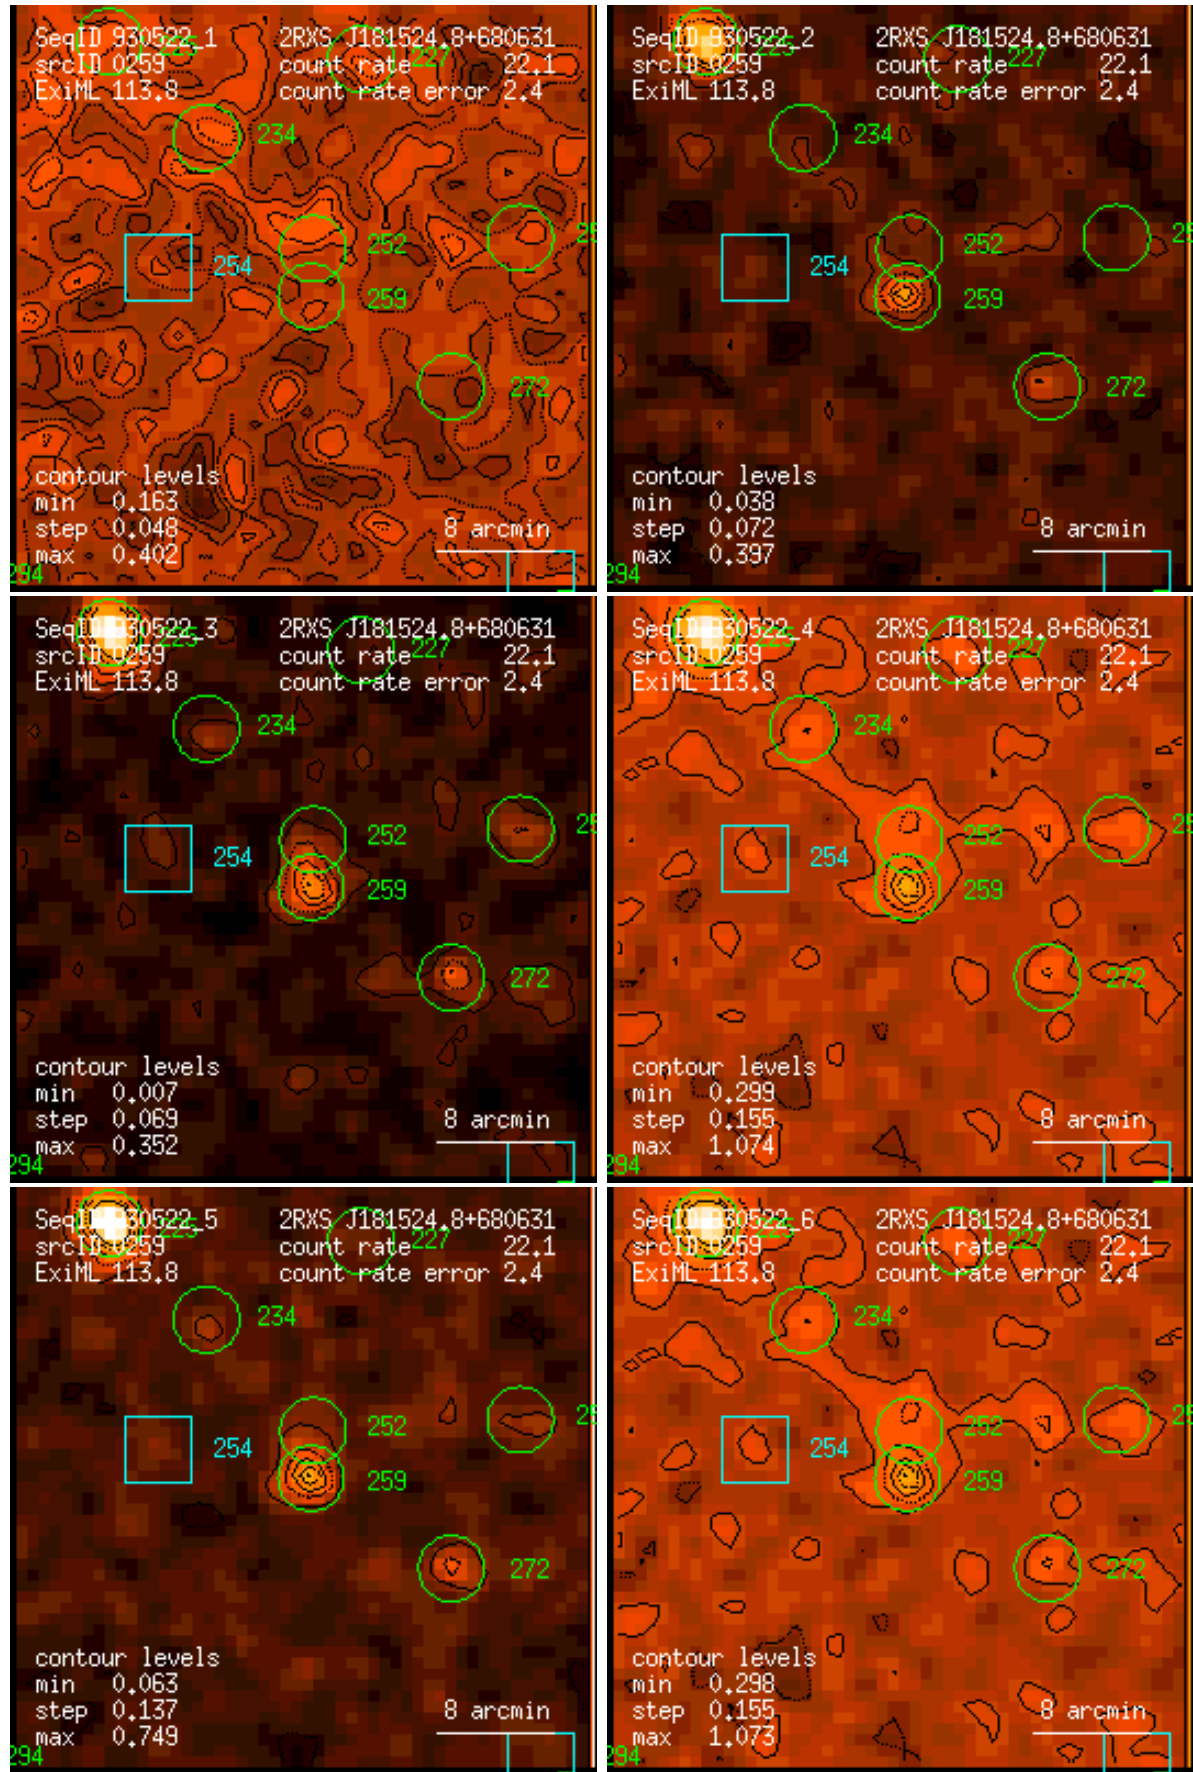 SeqID 930522_1 2RXS J181524.8+680631
225
srcID 0259 count rate 227 22.1
ExiML 113.8 count rate error 2.4
234
252
254
259
272
contour levels
min 0.163
step 0.048 8 arcmin
max 0.402
294
SeqID 930522_2 2RXS J181524.8+680631
225
srcID 0259 count rate 227 22.1
ExiML 113.8 count rate error 2.4
234
252
254
259
272
contour levels
min 0.038
step 0.072 8 arcmin
max 0.397
294
SeqID 930522_3 2RXS J181524.8+680631
225
srcID 0259 count rate 227 22.1
ExiML 113.8 count rate error 2.4
234
252
254
259
272
contour levels
min 0.007
step 0.069 8 arcmin
max 0.352
294
SeqID 930522_4 2RXS J181524.8+680631
225
srcID 0259 count rate 227 22.1
ExiML 113.8 count rate error 2.4
234
252
254
259
272
contour levels
min 0.299
step 0.155 8 arcmin
max 1.074
294
SeqID 930522_5 2RXS J181524.8+680631
225
srcID 0259 count rate 227 22.1
ExiML 113.8 count rate error 2.4
234
252
254
259
272
contour levels
min 0.063
step 0.137 8 arcmin
max 0.749
294
SeqID 930522_6 2RXS J181524.8+680631
225
srcID 0259 count rate 227 22.1
ExiML 113.8 count rate error 2.4
234
252
254
259
272
contour levels
min 0.298
step 0.155 8 arcmin
max 1.073
294